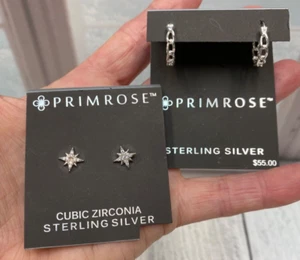 PRIMROSE™
STERLING SILVER
$55.00
PRIMROSE™
CUBIC ZIRCONIA
STERLING SILVER